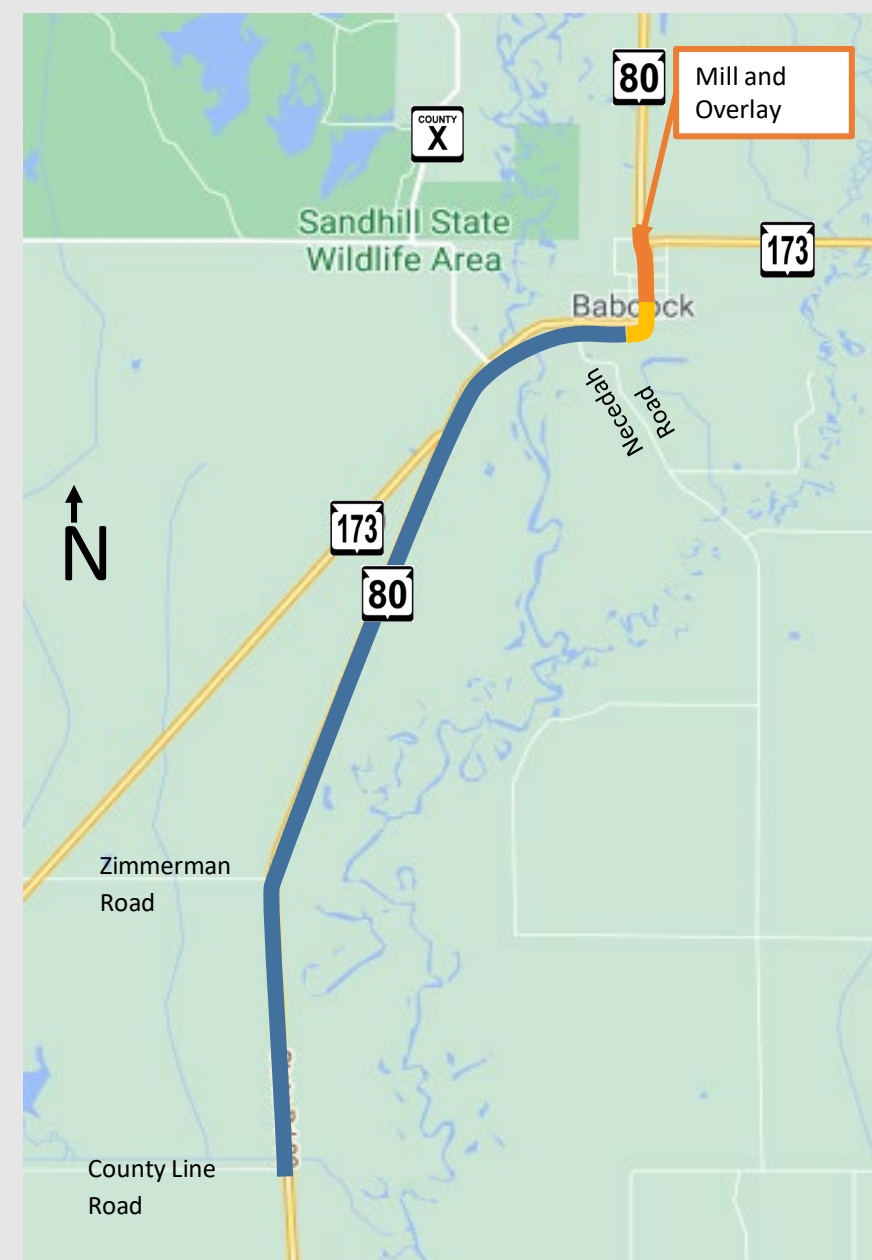 80
Mill and
Overlay
COUNTY
X
Sandhill State
Wildlife Area
173
Babcock
Necedah
Road
173
80
N
Zimmerman
Road
County Line
Road